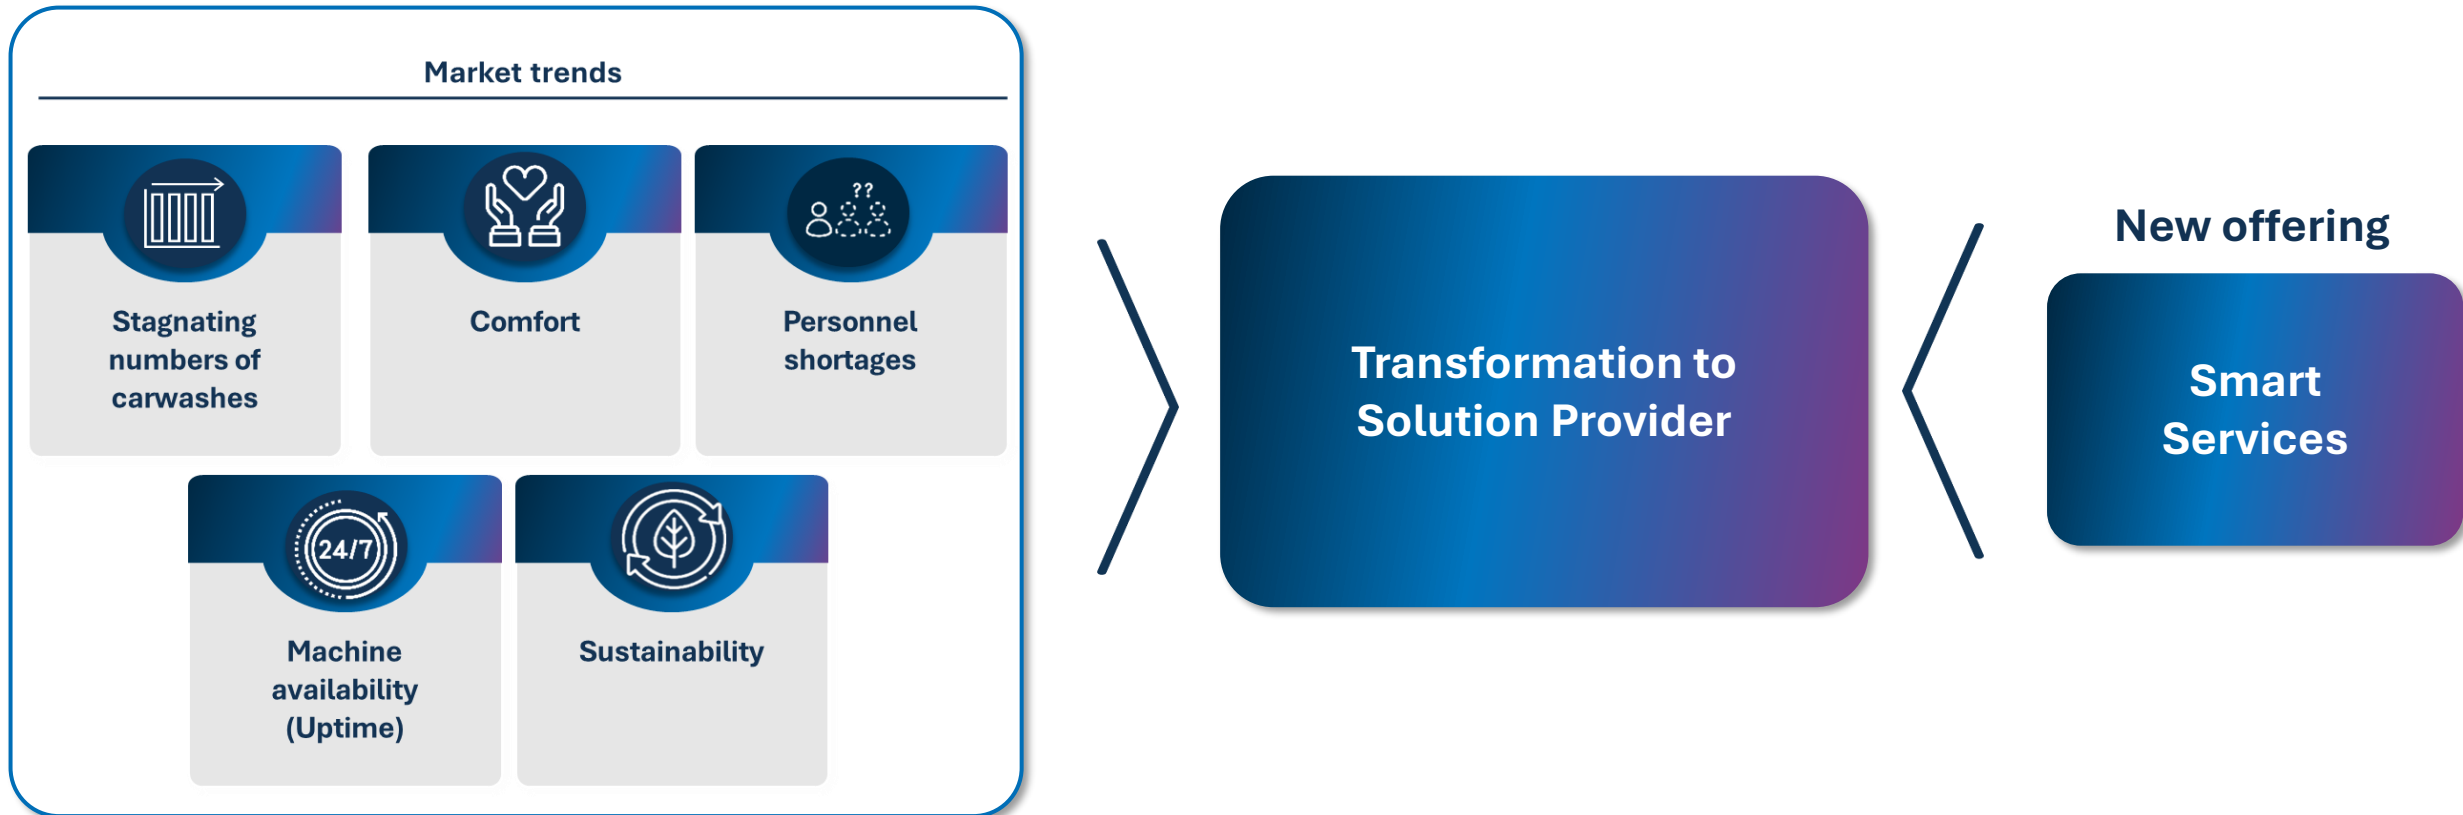 Market trends
??
Stagnating
numbers of
carwashes
Comfort
Personnel
shortages
24/7
Machine
availability
(Uptime)
Sustainability
Transformation to
Solution Provider
New offering
Smart
Services